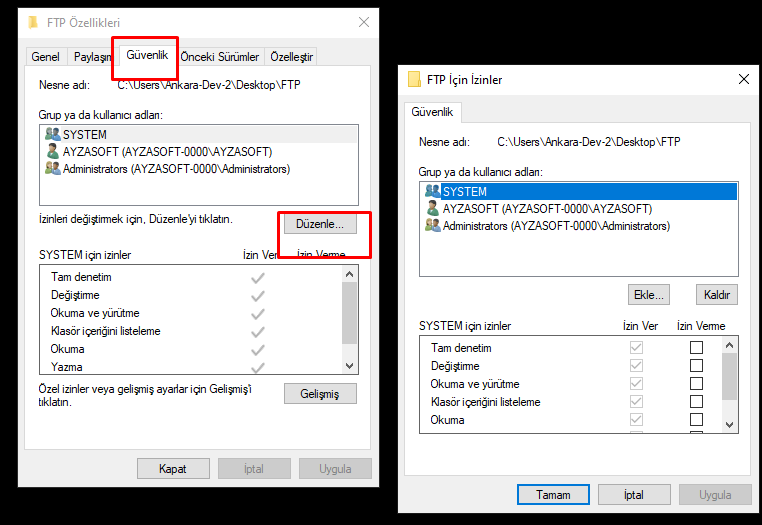 FTP Özellikleri
Genel Paylaşım Güvenlik Önceki Sürümler Özelleştir
Nesne adı: C:\Users\Ankara-Dev-2\Desktop\FTP
Grup ya da kullanıcı adları:
SYSTEM
AYZASOFT (AYZASOFT-0000\AYZASOFT)
Administrators (AYZASOFT-0000\Administrators)
İzinleri değiştirmek için, Düzenle'yi tıklatın.
Düzenle...
SYSTEM için izinler İzin Ver İzin Verme
Tam denetim
Değiştirme
Okuma ve yürütme
Klasör içeriğini listeleme
Okuma
Yazma
Özel izinler veya gelişmiş ayarlar için Gelişmiş'i
tıklatın.
Gelişmiş
Kapat İptal Uygula
FTP İçin İzinler
Güvenlik
Nesne adı: C:\Users\Ankara-Dev-2\Desktop\FTP
Grup ya da kullanıcı adları:
SYSTEM
AYZASOFT (AYZASOFT-0000\AYZASOFT)
Administrators (AYZASOFT-0000\Administrators)
Ekle... Kaldır
SYSTEM için izinler İzin Ver İzin Verme
Tam denetim
Değiştirme
Okuma ve yürütme
Klasör içeriğini listeleme
Okuma
Tamam İptal Uygula